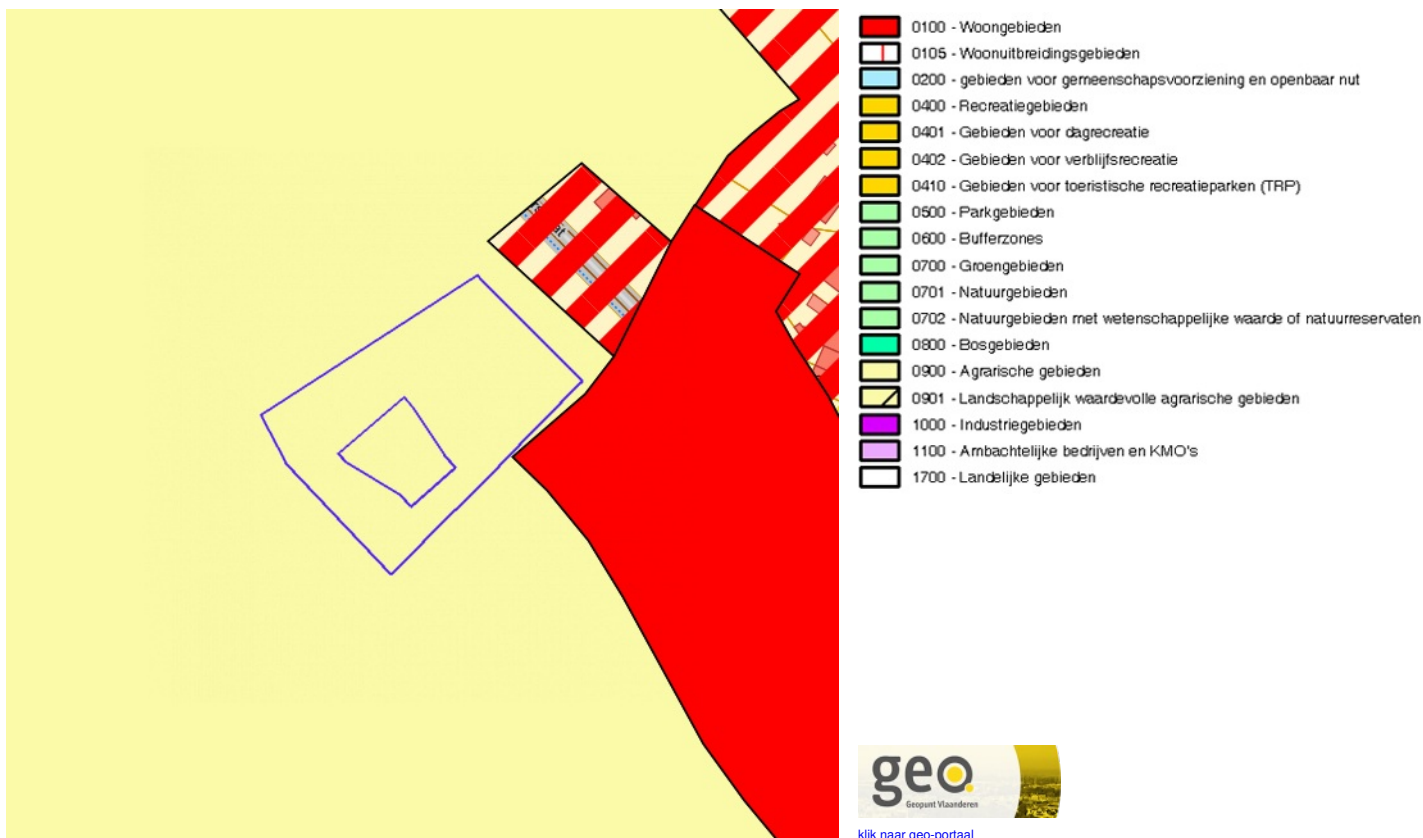 0100 - Woongebieden
0105 - Woonuitbreidingsgebieden
0200 - gebieden voor gemeenschapsvoorziening en openbaar nut
0400 - Recreatiegebieden
0401 - Gebieden voor dagrecreatie
0402 - Gebieden voor verblijfsrecreatie
0410 - Gebieden voor toeristische recreatieparken (TRP)
0500 - Parkgebieden
0600 - Bufferzones
0700 - Groengebieden
0701 - Natuurgebieden
0702 - Natuurgebieden met wetenschappelijke waarde of natuurreservaten
0800 - Bosgebieden
0900 - Agrarische gebieden
0901 - Landschappelijk waardevolle agrarische gebieden
1000 - Industriegebieden
1100 - Ambachtelijke bedrijven en KMO's
1700 - Landelijke gebieden
geo.
Geopunt Vlaanderen
klik naar geo-portaal